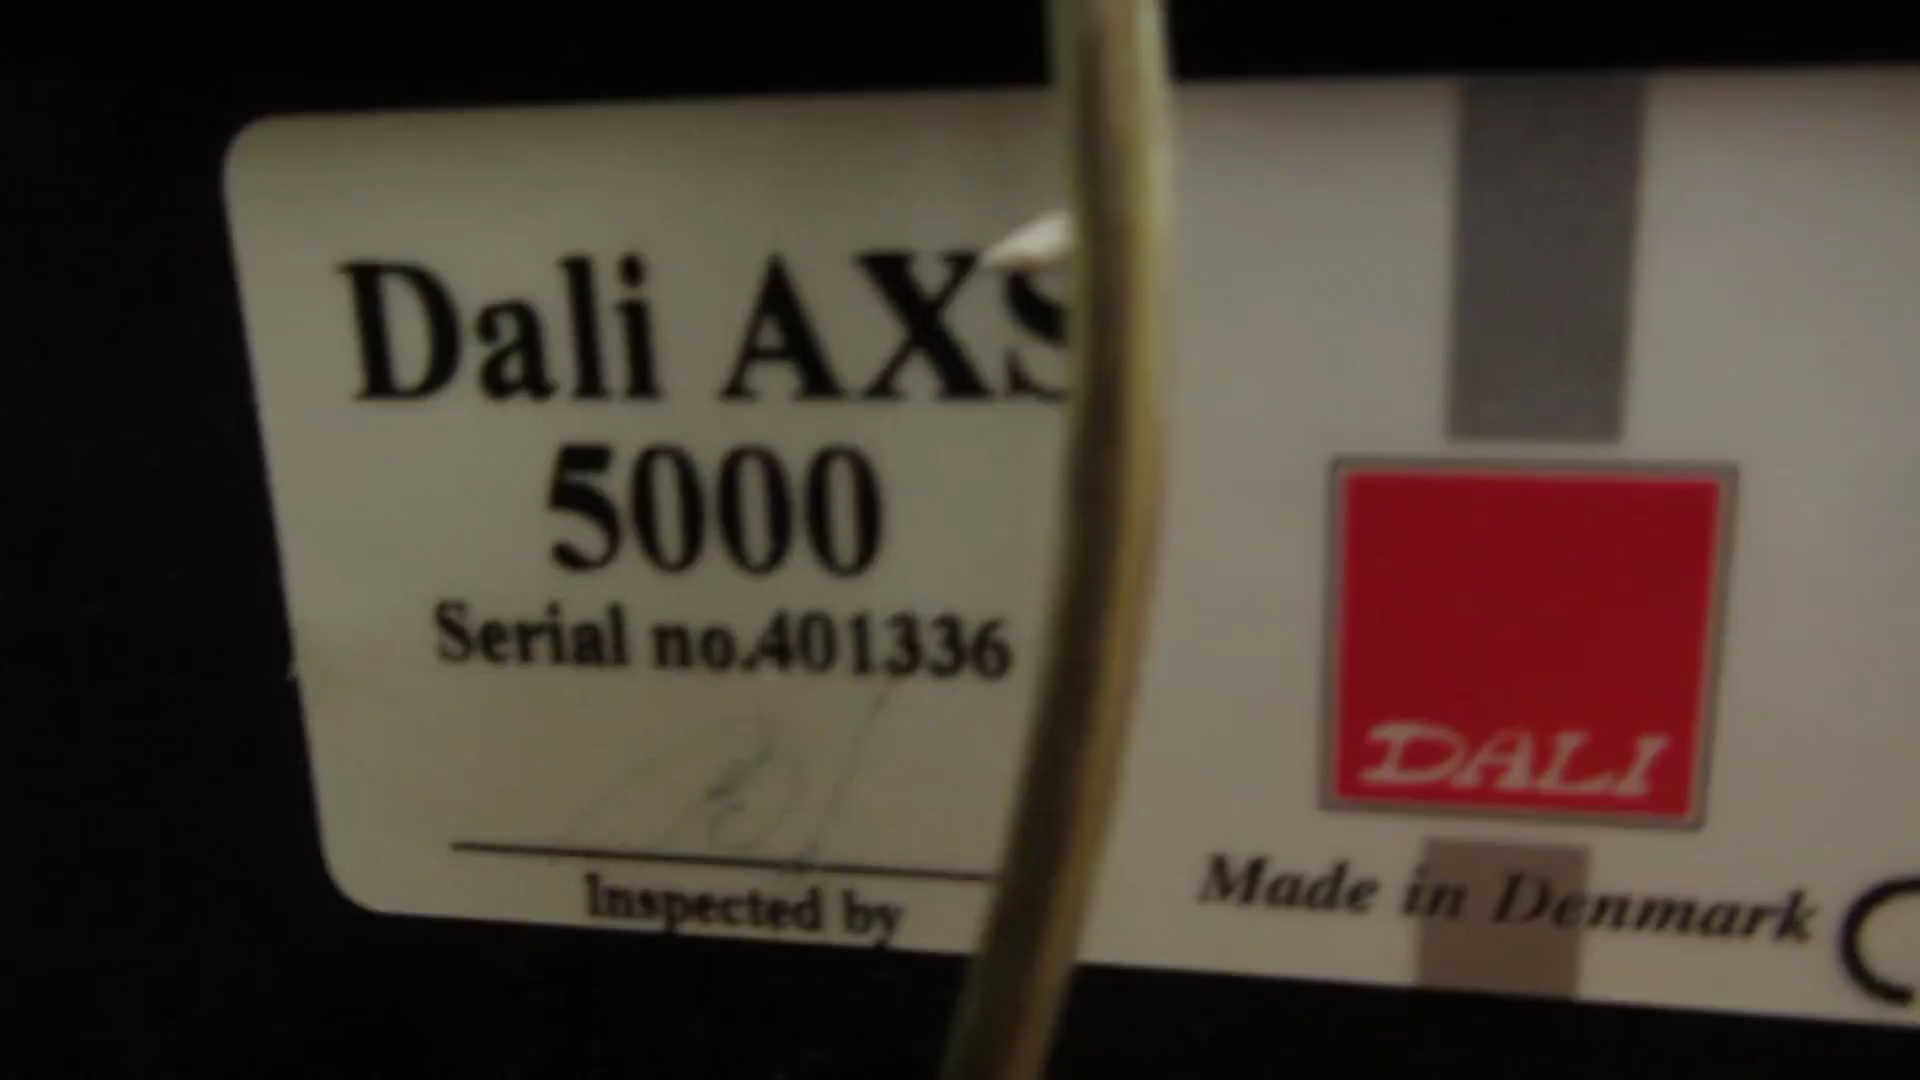 Dali AXS
5000
Serial no.401336
Inspected by
DALI
Made in Denmark